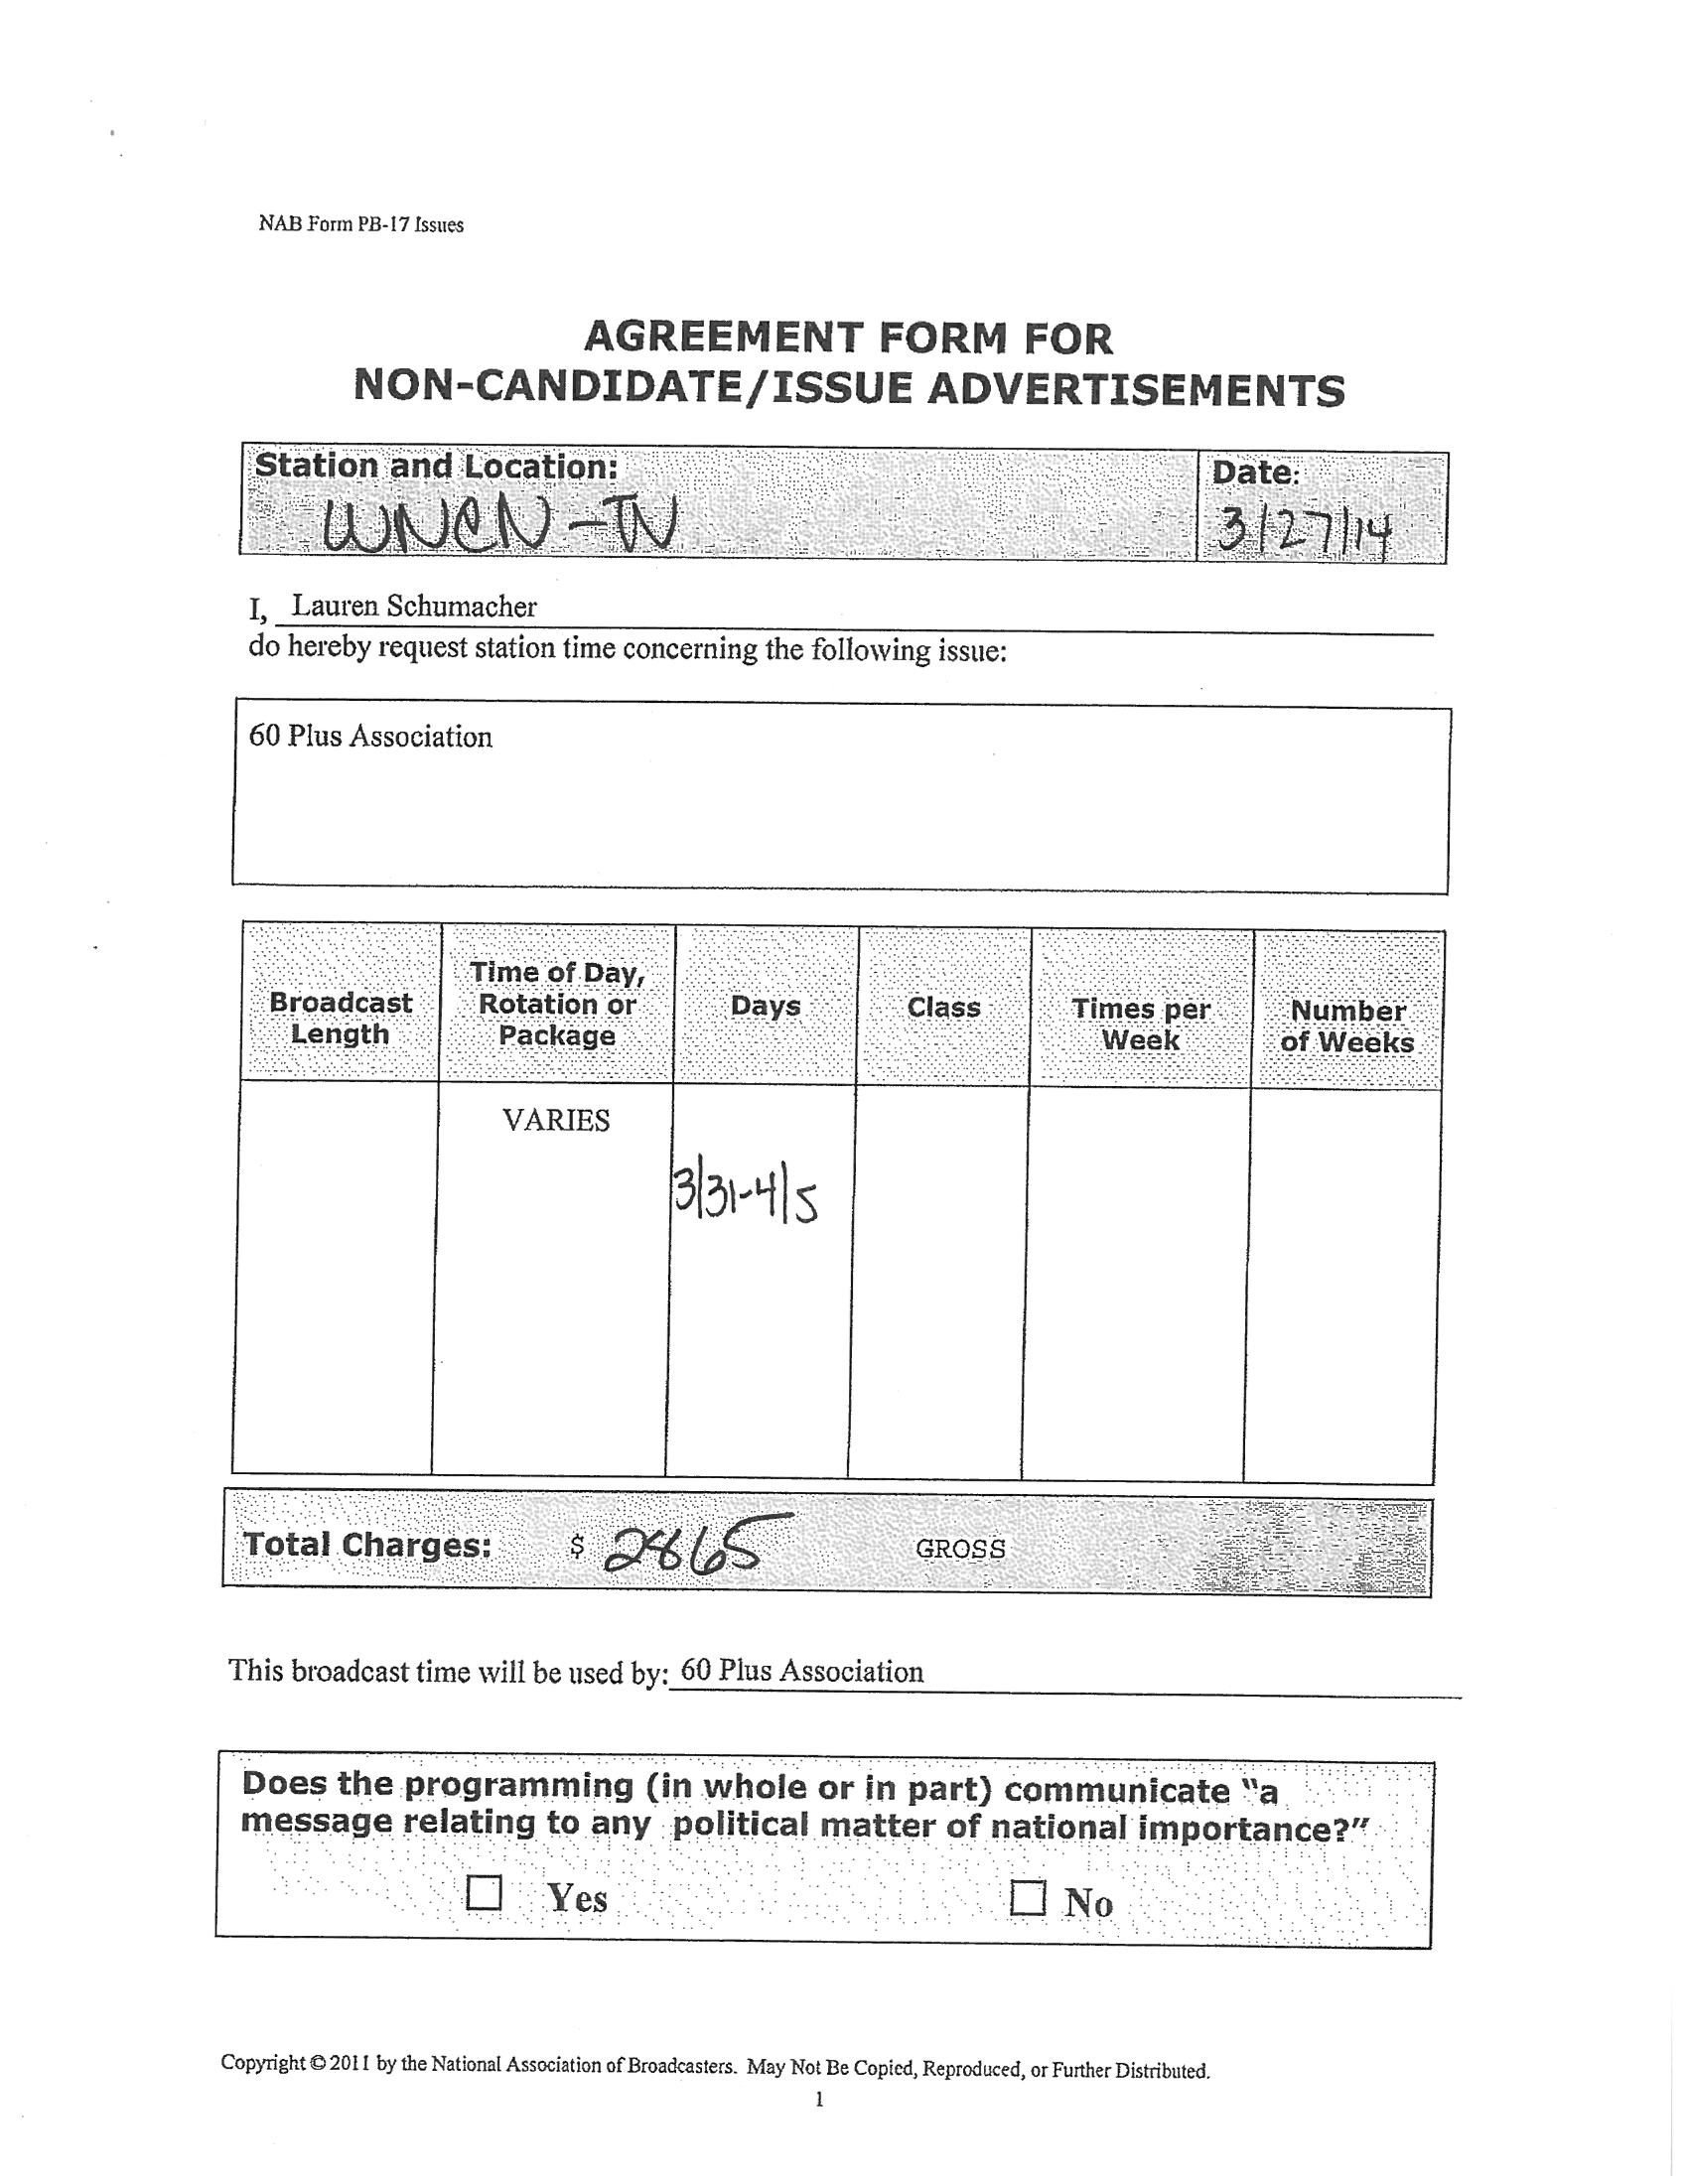 NAB Form PB-17 Issues
AGREEMENT FORM FOR
NON-CANDIDATE/ISSUE ADVERTISEMENTS
Station and Location:
WNCN-TV
Date:
3/27/14
I, Lauren Schumacher
do hereby request station time concerning the following issue:
60 Plus Association
Broadcast Length
Time of Day, Rotation or Package
Days
Class
Times per Week
Number of Weeks
VARIES
3/31-4/5
Total Charges: $ 2865 GROSS
This broadcast time will be used by: 60 Plus Association
Does the programming (in whole or in part) communicate "a
message relating to any political matter of national importance?"
☐ Yes ☐ No
Copyright © 2011 by the National Association of Broadcasters. May Not Be Copied, Reproduced, or Further Distributed.
1